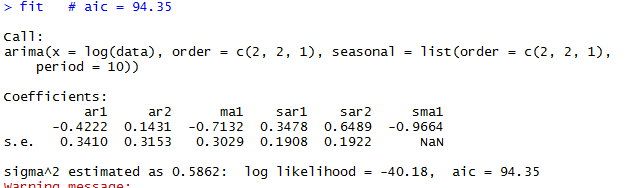 > fit   # aic = 94.35
Call:
arima(x = log(data), order = c(2, 2, 1), seasonal = list(order = c(2, 2, 1),
    period = 10))
Coefficients:
          ar1     ar2      ma1    sar1    sar2     sma1
      -0.4222  0.1431  -0.7132  0.3478  0.6489  -0.9664
s.e.   0.3410  0.3153   0.3029  0.1908  0.1922      NaN
sigma^2 estimated as 0.5862:  log likelihood = -40.18,  aic = 94.35
Warning message: